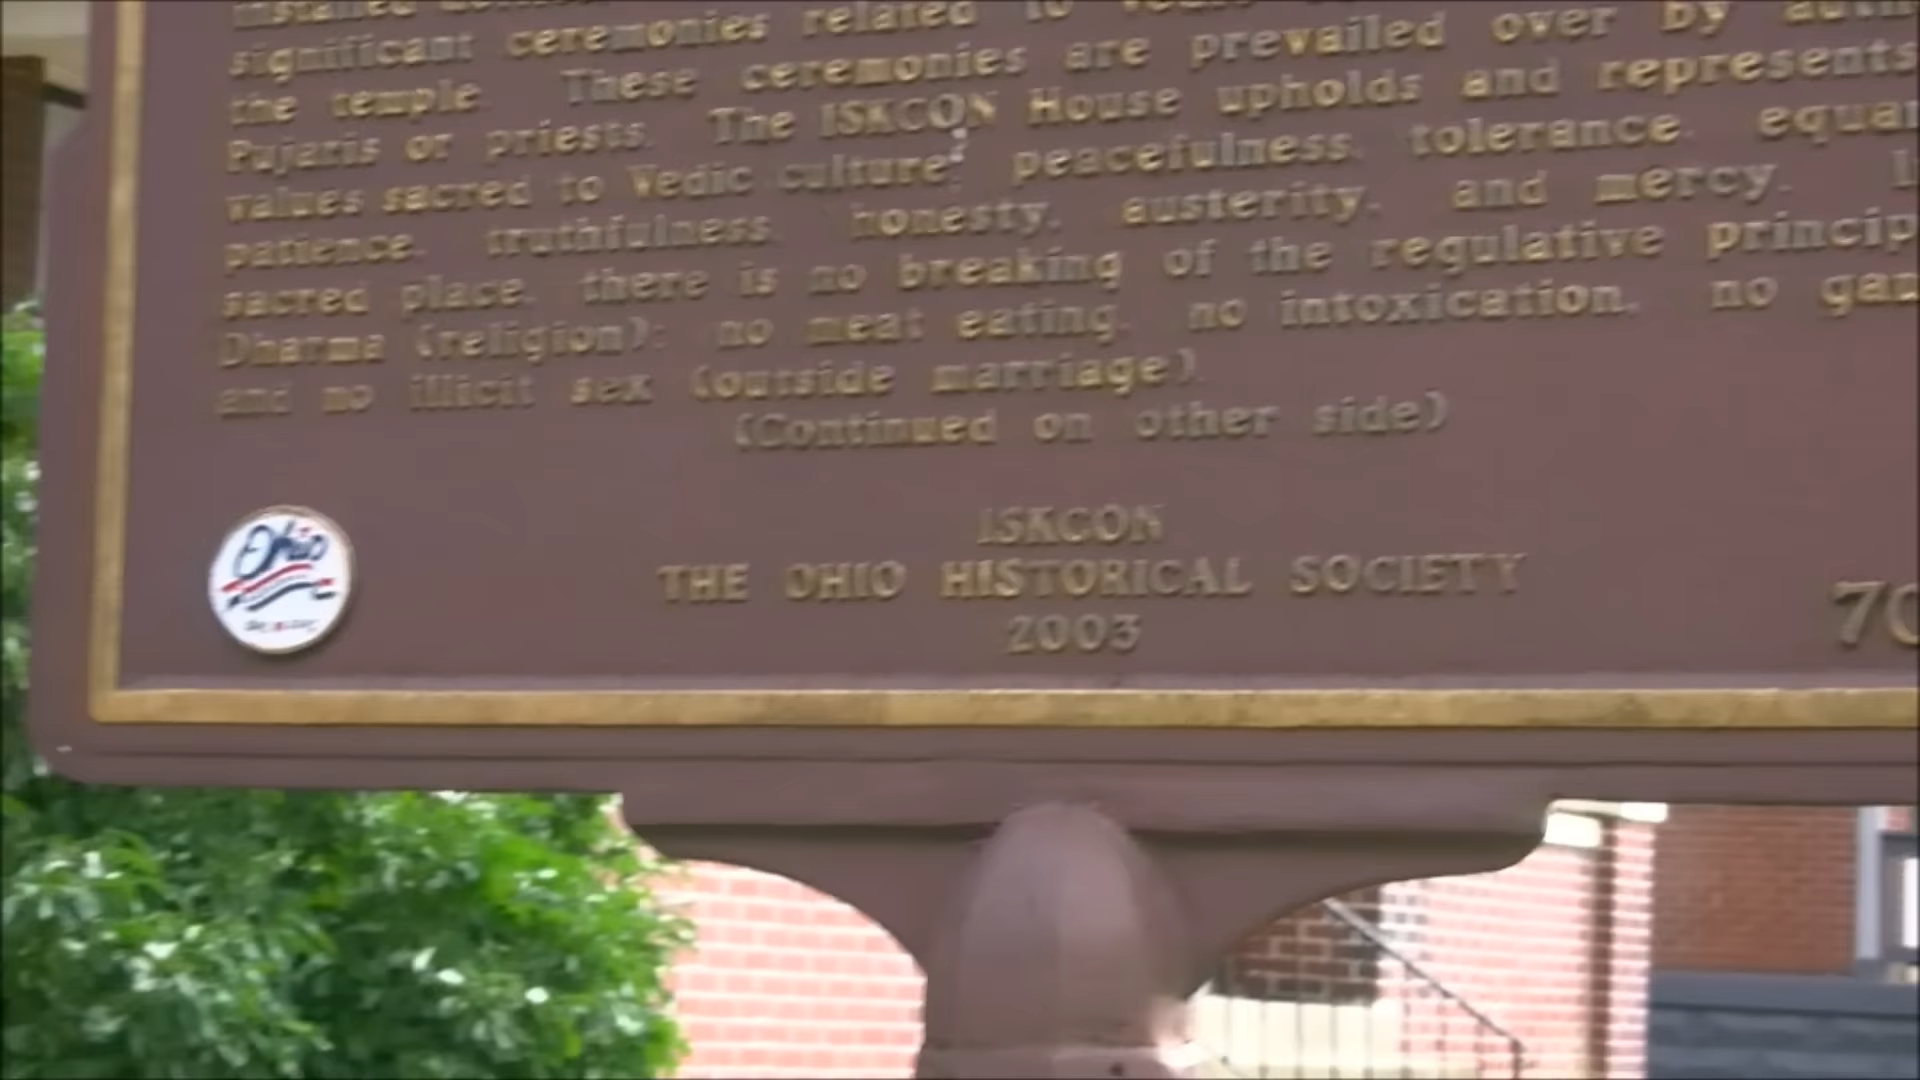 significant ceremonies related to Vedic
the temple. These ceremonies are prevailed over by
Pujaris or priests. The ISKCON House upholds and represents
values sacred to Vedic culture: peacefulness, tolerance,
patience, truthfulness, honesty, austerity, and mercy.
sacred place, there is no breaking of the regulative
Dharma (religion): no meat eating, no intoxication, no
and no illicit sex (outside marriage).
(Continued on other side)
Ohio
ISKCON
THE OHIO HISTORICAL SOCIETY
2003